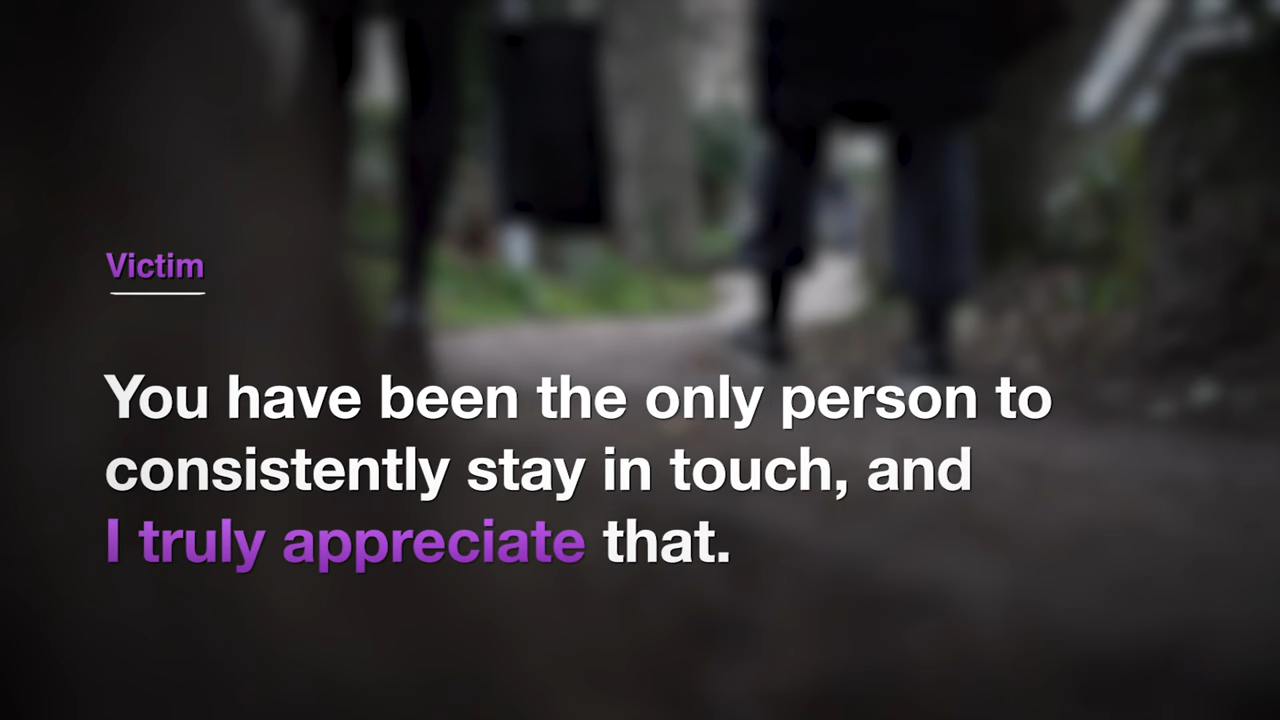 Victim
You have been the only person to
consistently stay in touch, and
I truly appreciate that.